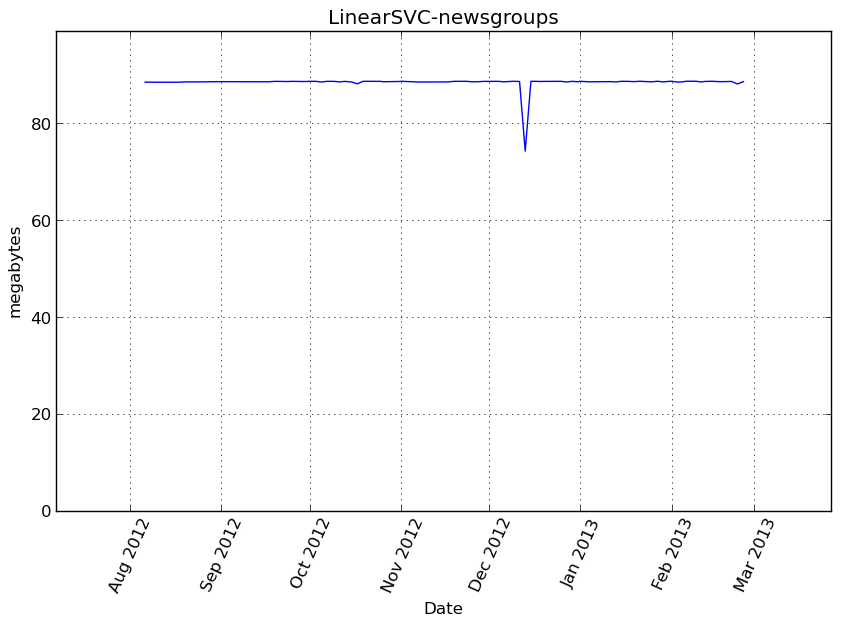 LinearSVC-newsgroups
megabytes
80
60
40
20
0
Aug 2012
Sep 2012
Oct 2012
Nov 2012
Dec 2012
Jan 2013
Feb 2013
Mar 2013
Date